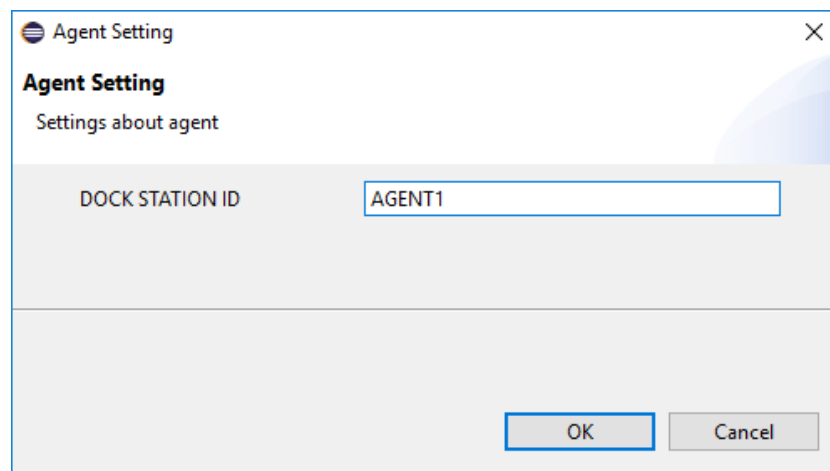 Agent Setting
Agent Setting
Settings about agent
DOCK STATION ID AGENT1
OK Cancel